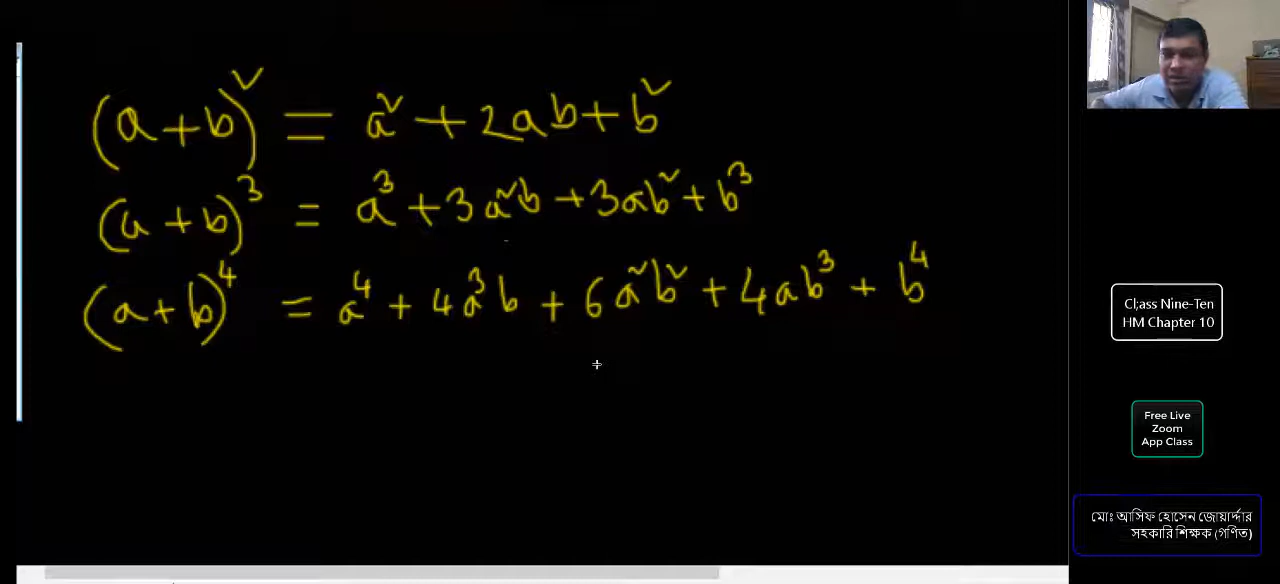 (a+b)² = a² + 2ab + b²
(a+b)³ = a³ + 3a²b + 3ab² + b³
(a+b)⁴ = a⁴ + 4a³b + 6a²b² + 4ab³ + b⁴
Cl;ass Nine-Ten
HM Chapter 10
Free Live
Zoom
App Class
মোঃ আসিফ হোসেন জোয়ার্দ্দার
সহকারি শিক্ষক (গণিত)